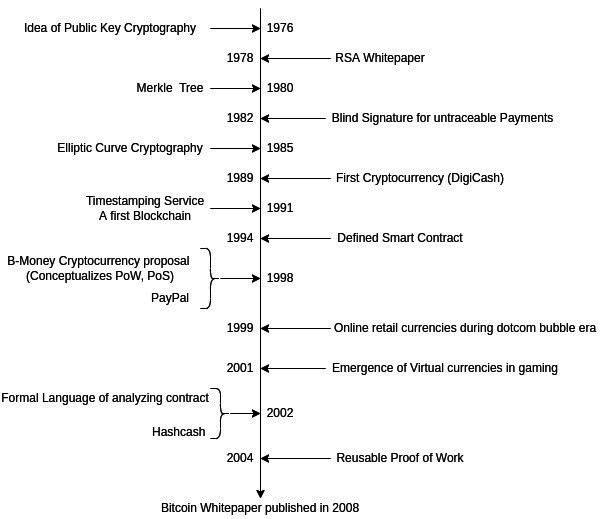 Idea of Public Key Cryptography 1976
1978 RSA Whitepaper
Merkle Tree 1980
1982 Blind Signature for untraceable Payments
Elliptic Curve Cryptography 1985
1989 First Cryptocurrency (DigiCash)
Timestamping Service
A first Blockchain
1991
1994 Defined Smart Contract
B-Money Cryptocurrency proposal
(Conceptualizes PoW, PoS)
PayPal
1998
1999 Online retail currencies during dotcom bubble era
2001 Emergence of Virtual currencies in gaming
Formal Language of analyzing contract
Hashcash
2002
2004 Reusable Proof of Work
Bitcoin Whitepaper published in 2008